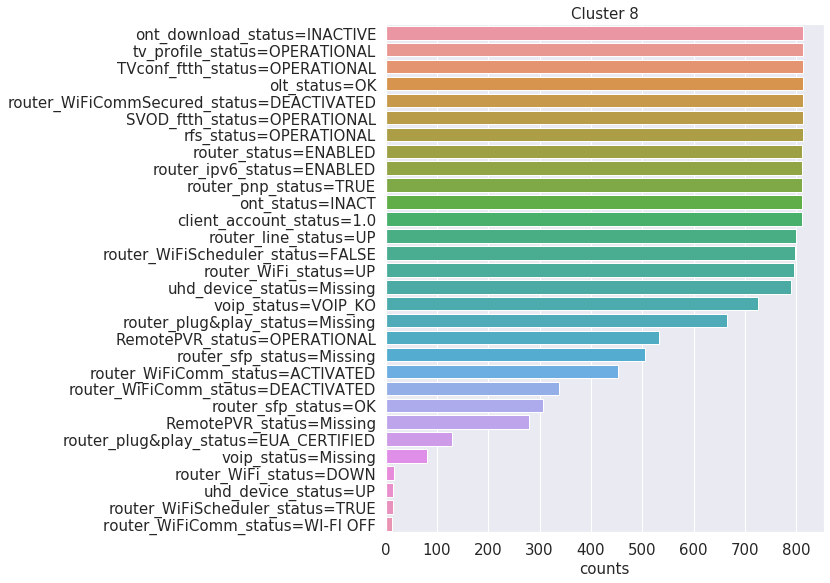 Cluster 8
ont_download_status=INACTIVE
tv_profile_status=OPERATIONAL
TVconf_ftth_status=OPERATIONAL
olt_status=OK
router_WiFiCommSecured_status=DEACTIVATED
SVOD_ftth_status=OPERATIONAL
rfs_status=OPERATIONAL
router_status=ENABLED
router_ipv6_status=ENABLED
router_pnp_status=TRUE
ont_status=INACT
client_account_status=1.0
router_line_status=UP
router_WiFiScheduler_status=FALSE
router_WiFi_status=UP
uhd_device_status=Missing
voip_status=VOIP_KO
router_plug&play_status=Missing
RemotePVR_status=OPERATIONAL
router_sfp_status=Missing
router_WiFiComm_status=ACTIVATED
router_WiFiComm_status=DEACTIVATED
router_sfp_status=OK
RemotePVR_status=Missing
router_plug&play_status=EUA_CERTIFIED
voip_status=Missing
router_WiFi_status=DOWN
uhd_device_status=UP
router_WiFiScheduler_status=TRUE
router_WiFiComm_status=WI-FI OFF
0 100 200 300 400 500 600 700 800
counts